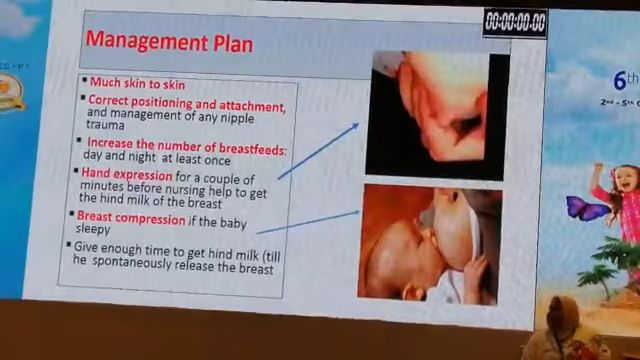 00:00:00.00
Management Plan
Much skin to skin
Correct positioning and attachment,
and management of any nipple
trauma
Increase the number of breastfeeds:
day and night at least once
Hand expression for a couple of
minutes before nursing help to get
the hind milk of the breast
Breast compression if the baby
sleepy
Give enough time to get hind milk (till
he spontaneously release the breast
6th
2nd - 5th